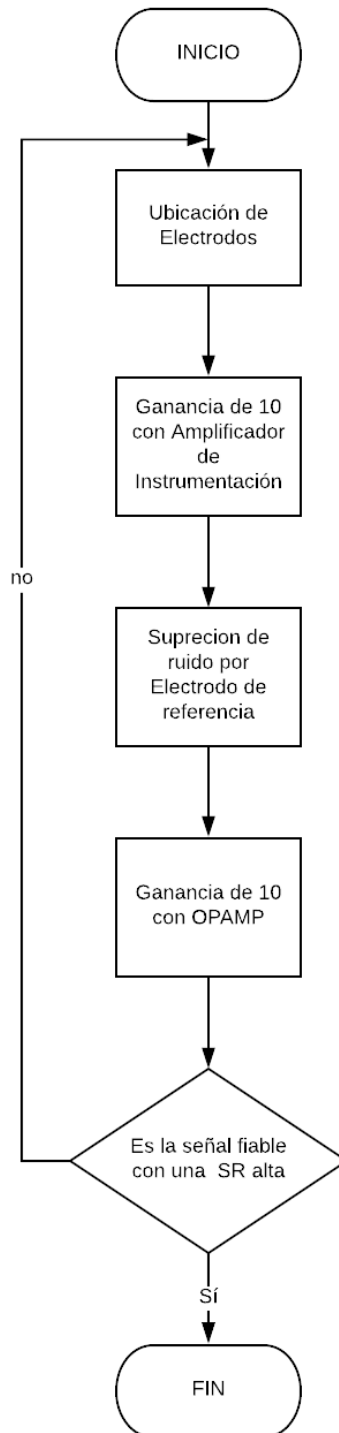 INICIO
Ubicación de
Electrodos
Ganancia de 10
con Amplificador
de
Instrumentación
no
Suprecion de
ruido por
Electrodo de
referencia
Ganancia de 10
con OPAMP
Es la señal fiable
con una SR alta
Sí
FIN